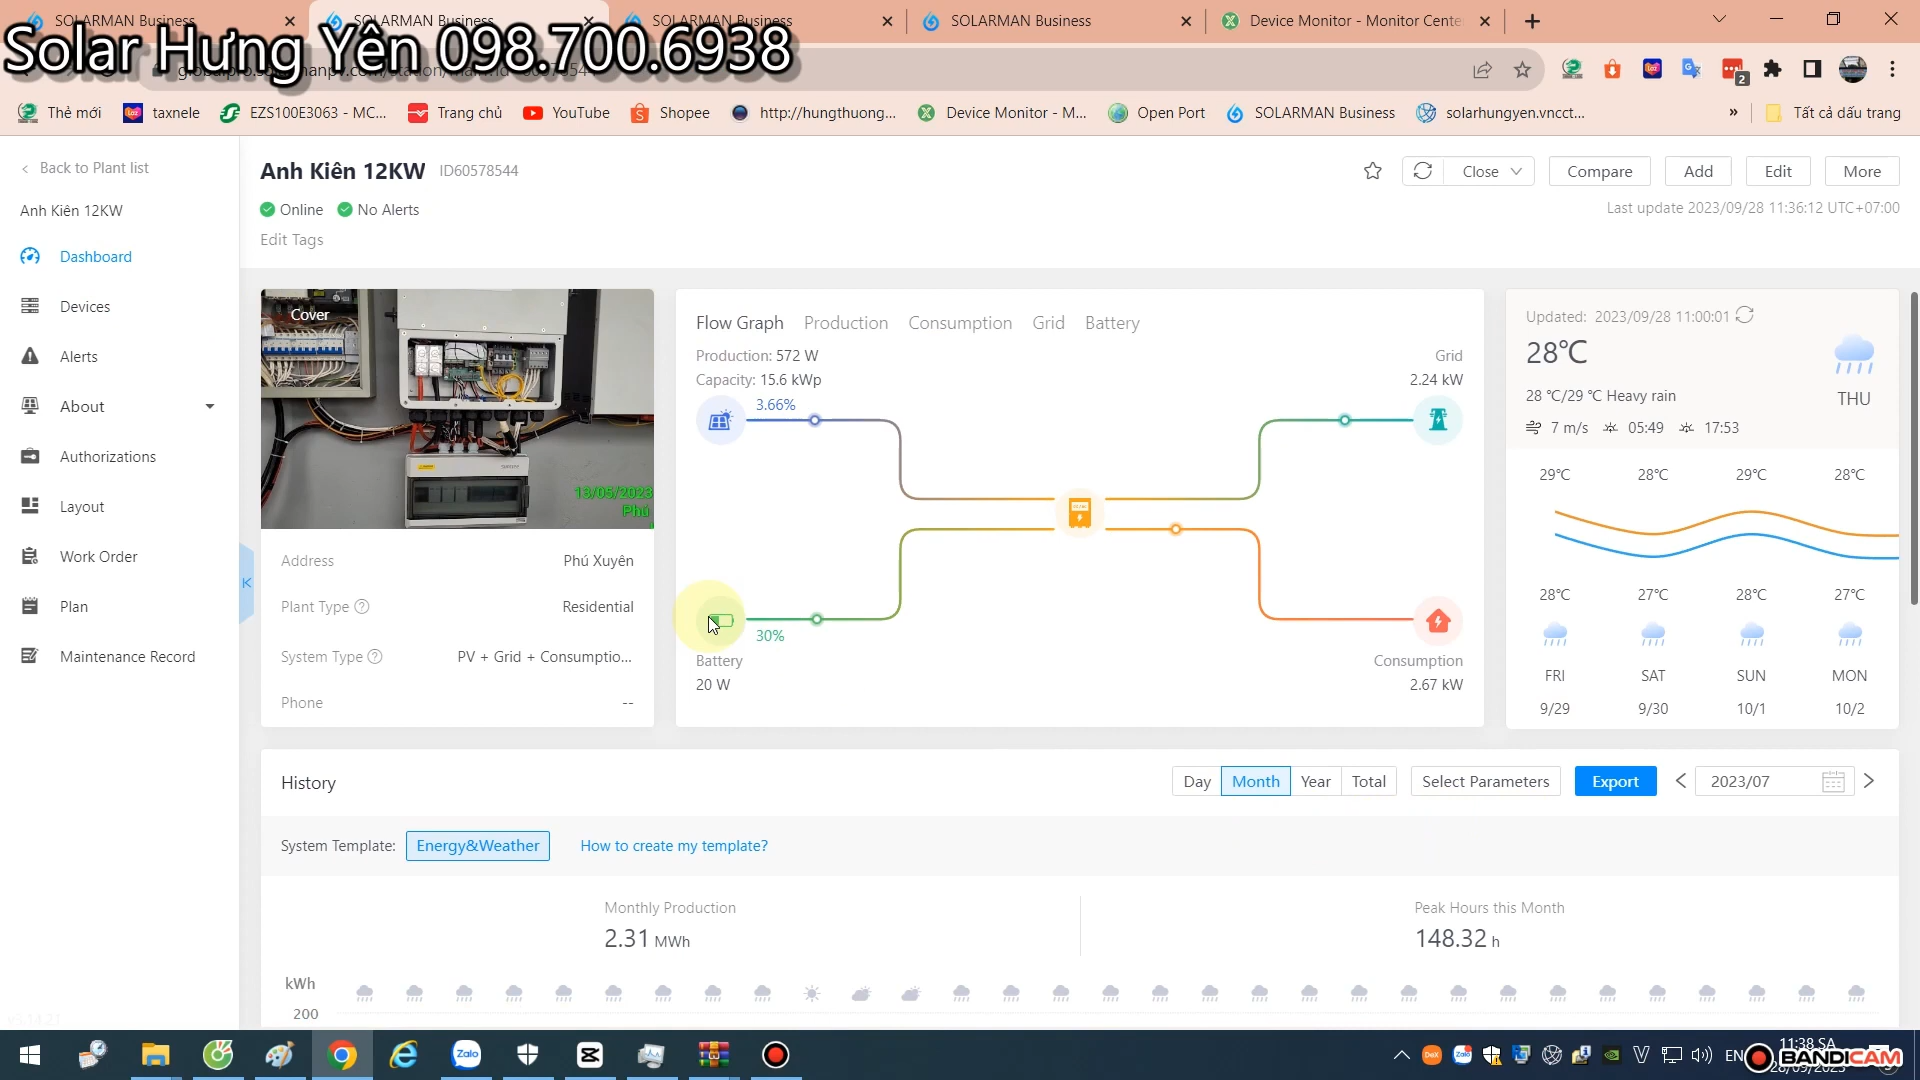 SOLARMAN Business
SOLARMAN Business
SOLARMAN Business
SOLARMAN Business
Device Monitor - Monitor Cente
Solar Hưng Yên 098.700.6938
Thẻ mới
taxnele
EZS100E3063 - MC...
Trang chủ
YouTube
Shopee
http://hungthuong...
Device Monitor - M...
Open Port
SOLARMAN Business
solarhungyen.vncct...
»
Tất cả dấu trang
Back to Plant list
Anh Kiên 12KW
Dashboard
Devices
Alerts
About
Authorizations
Layout
Work Order
Plan
Maintenance Record
Anh Kiên 12KW ID60578544
Online No Alerts
Edit Tags
Close
Compare
Add
Edit
More
Last update 2023/09/28 11:36:12 UTC+07:00
Cover
13/05/2023
Phú
Address Phú Xuyên
Plant Type Residential
System Type PV + Grid + Consumptio...
Phone --
Flow Graph Production Consumption Grid Battery
Production: 572 W
Capacity: 15.6 kWp
3.66%
Grid
2.24 kW
30%
Battery
20 W
Consumption
2.67 kW
Updated: 2023/09/28 11:00:01
28℃
28 ℃/29 ℃ Heavy rain
THU
7 m/s 05:49 17:53
29℃ 28℃ 29℃ 28℃
28℃ 27℃ 28℃ 27℃
FRI SAT SUN MON
9/29 9/30 10/1 10/2
History
Day Month Year Total
Select Parameters
Export
2023/07
System Template: Energy&Weather How to create my template?
Monthly Production
2.31 MWh
Peak Hours this Month
148.32 h
kWh
200
Zalo
EN
11:38 SA
28/09/2023
BANDICAM